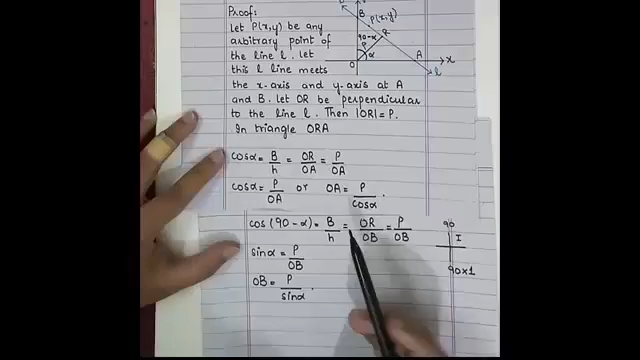 Proof:
Let P(x,y) be any
arbitrary point of
the line l. let
this l line meets
the x-axis and y-axis at A
and B. let OR be perpendicular
to the line l. Then |OR| = P.
In triangle ORA
B
P(x,y)
R
90-α
P
α
A
O
x
l
cosα = B/h = OR/OA = P/OA
cosα = P/OA or OA = P/cosα.
cos(90-α) = B/h = OR/OB = P/OB
sinα = P/OB
OB = P/sinα.
90
I
90×1